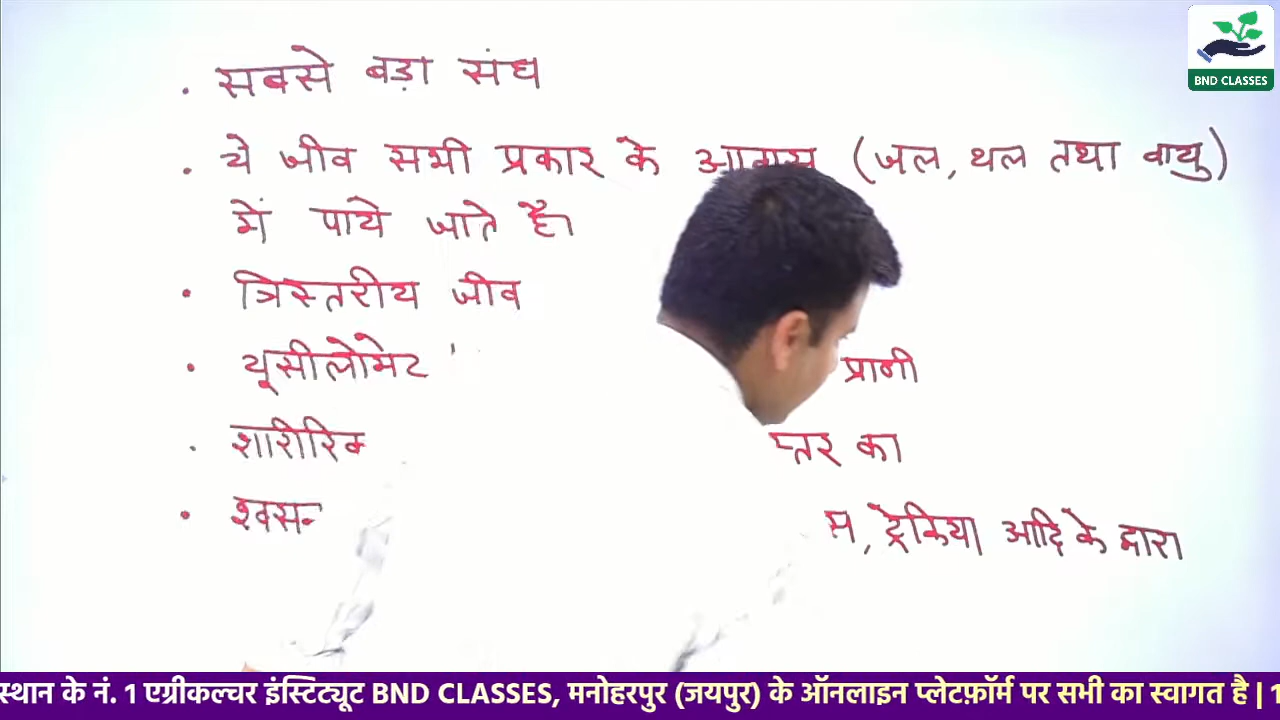 BND CLASSES
• सबसे बड़ा संघ
• ये जीव सभी प्रकार के आवास (जल, थल तथा वायु)
में पाये जाते है।
• त्रिस्तरीय जीव
• यूसीलोमेट प्राणी
• शारीरिक स्तर का
• श्वसन , ट्रेकिया आदि के द्वारा
स्थान के नं. 1 एग्रीकल्चर इंस्टिट्यूट BND CLASSES, मनोहरपुर (जयपुर) के ऑनलाइन प्लेटफ़ॉर्म पर सभी का स्वागत है | 1